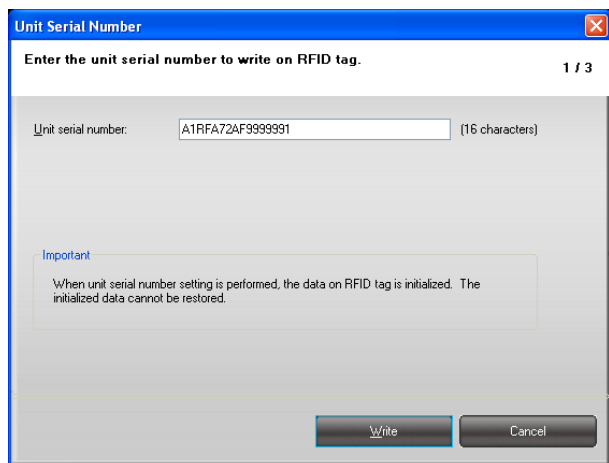 Unit Serial Number
Enter the unit serial number to write on RFID tag.
1 / 3
Unit serial number: A1RFA72AF9999991 (16 characters)
Important
When unit serial number setting is performed, the data on RFID tag is initialized. The
initialized data cannot be restored.
Write Cancel